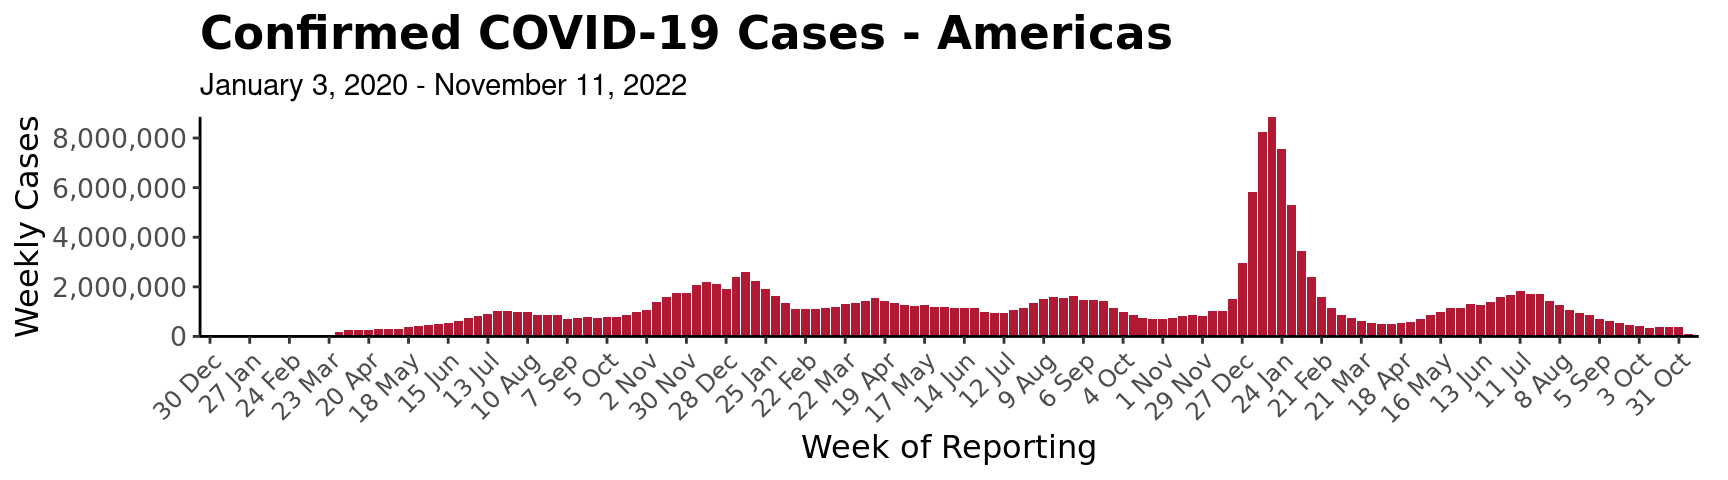 Confirmed COVID-19 Cases - Americas
January 3, 2020 - November 11, 2022
Weekly Cases
8,000,000
6,000,000
4,000,000
2,000,000
0
30 Dec
27 Jan
24 Feb
23 Mar
20 Apr
18 May
15 Jun
13 Jul
10 Aug
7 Sep
5 Oct
2 Nov
30 Nov
28 Dec
25 Jan
22 Feb
22 Mar
19 Apr
17 May
14 Jun
12 Jul
9 Aug
6 Sep
4 Oct
1 Nov
29 Nov
27 Dec
24 Jan
21 Feb
21 Mar
18 Apr
16 May
13 Jun
11 Jul
8 Aug
5 Sep
3 Oct
31 Oct
Week of Reporting